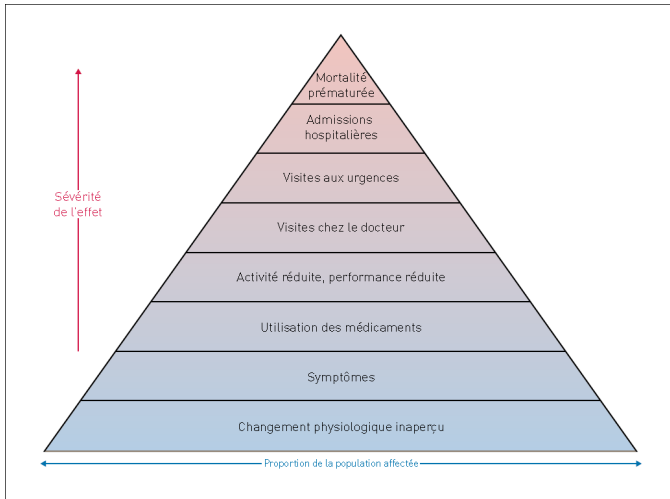 Mortalité
prématurée
Admissions
hospitalières
Visites aux urgences
Sévérité
de l'effet
Visites chez le docteur
Activité réduite, performance réduite
Utilisation des médicaments
Symptômes
Changement physiologique inaperçu
Proportion de la population affectée